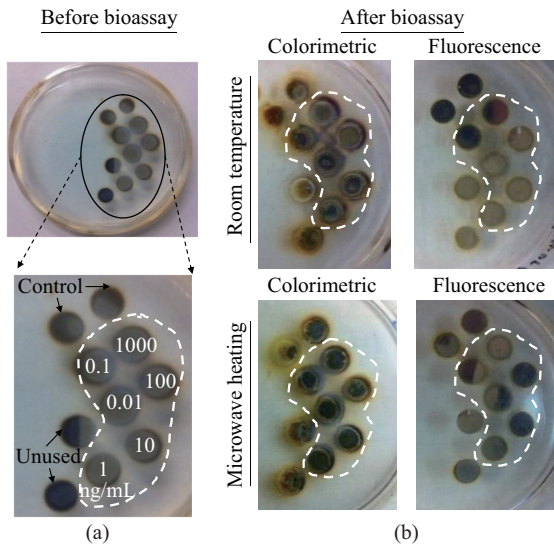 Before bioassay
After bioassay
Colorimetric
Fluorescence
Room temperature
Control
1000
0.1
100
0.01
10
Unused
1
ng/mL
Colorimetric
Fluorescence
Microwave heating
(a)
(b)